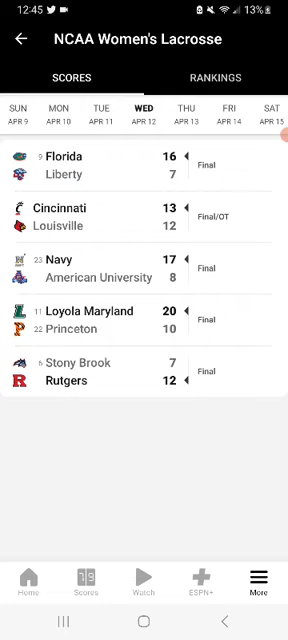 12:45 13%
NCAA Women's Lacrosse
SCORES RANKINGS
SUN MON TUE WED THU FRI SAT
APR 9 APR 10 APR 11 APR 12 APR 13 APR 14 APR 15
9 Florida 16
Liberty 7
Final
Cincinnati 13
Louisville 12
Final/OT
23 Navy 17
American University 8
Final
11 Loyola Maryland 20
22 Princeton 10
Final
6 Stony Brook 7
Rutgers 12
Final
Home Scores Watch ESPN+ More